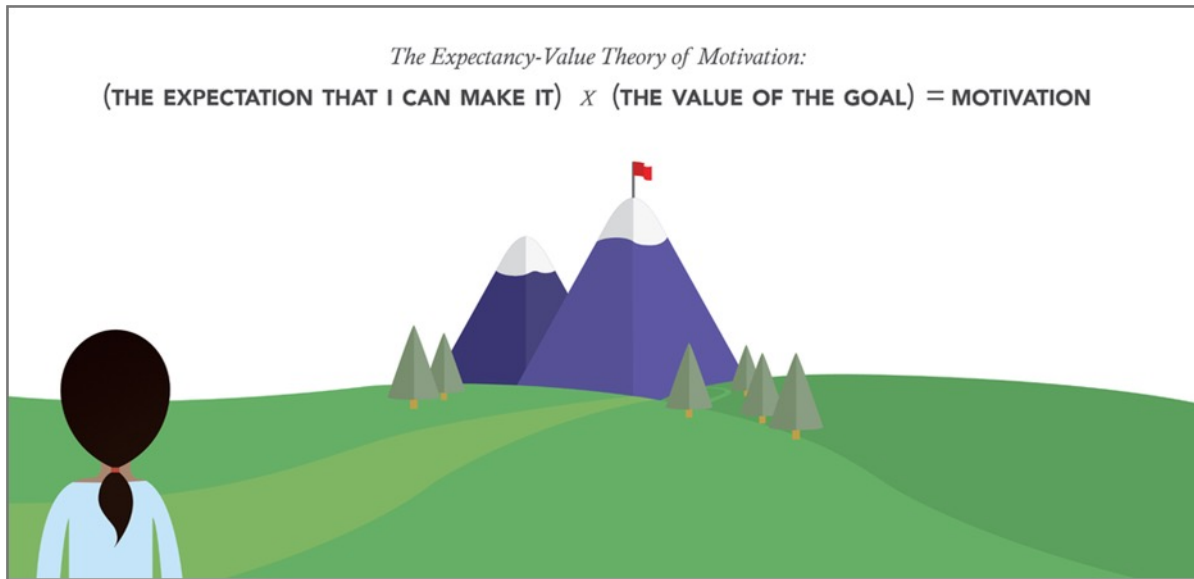 The Expectancy-Value Theory of Motivation:
(THE EXPECTATION THAT I CAN MAKE IT) x (THE VALUE OF THE GOAL) = MOTIVATION